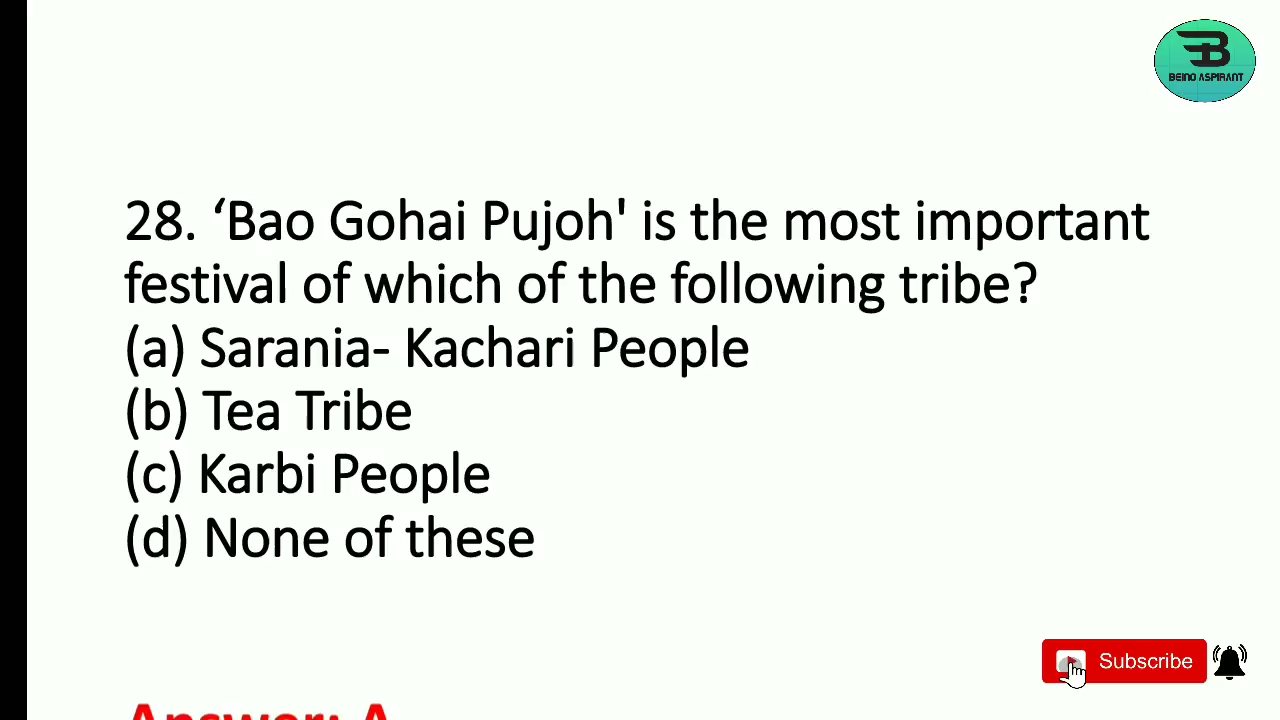 BEINO ASPIRANT
28. ‘Bao Gohai Pujoh' is the most important
festival of which of the following tribe?
(a) Sarania- Kachari People
(b) Tea Tribe
(c) Karbi People
(d) None of these
Subscribe
Answer: A